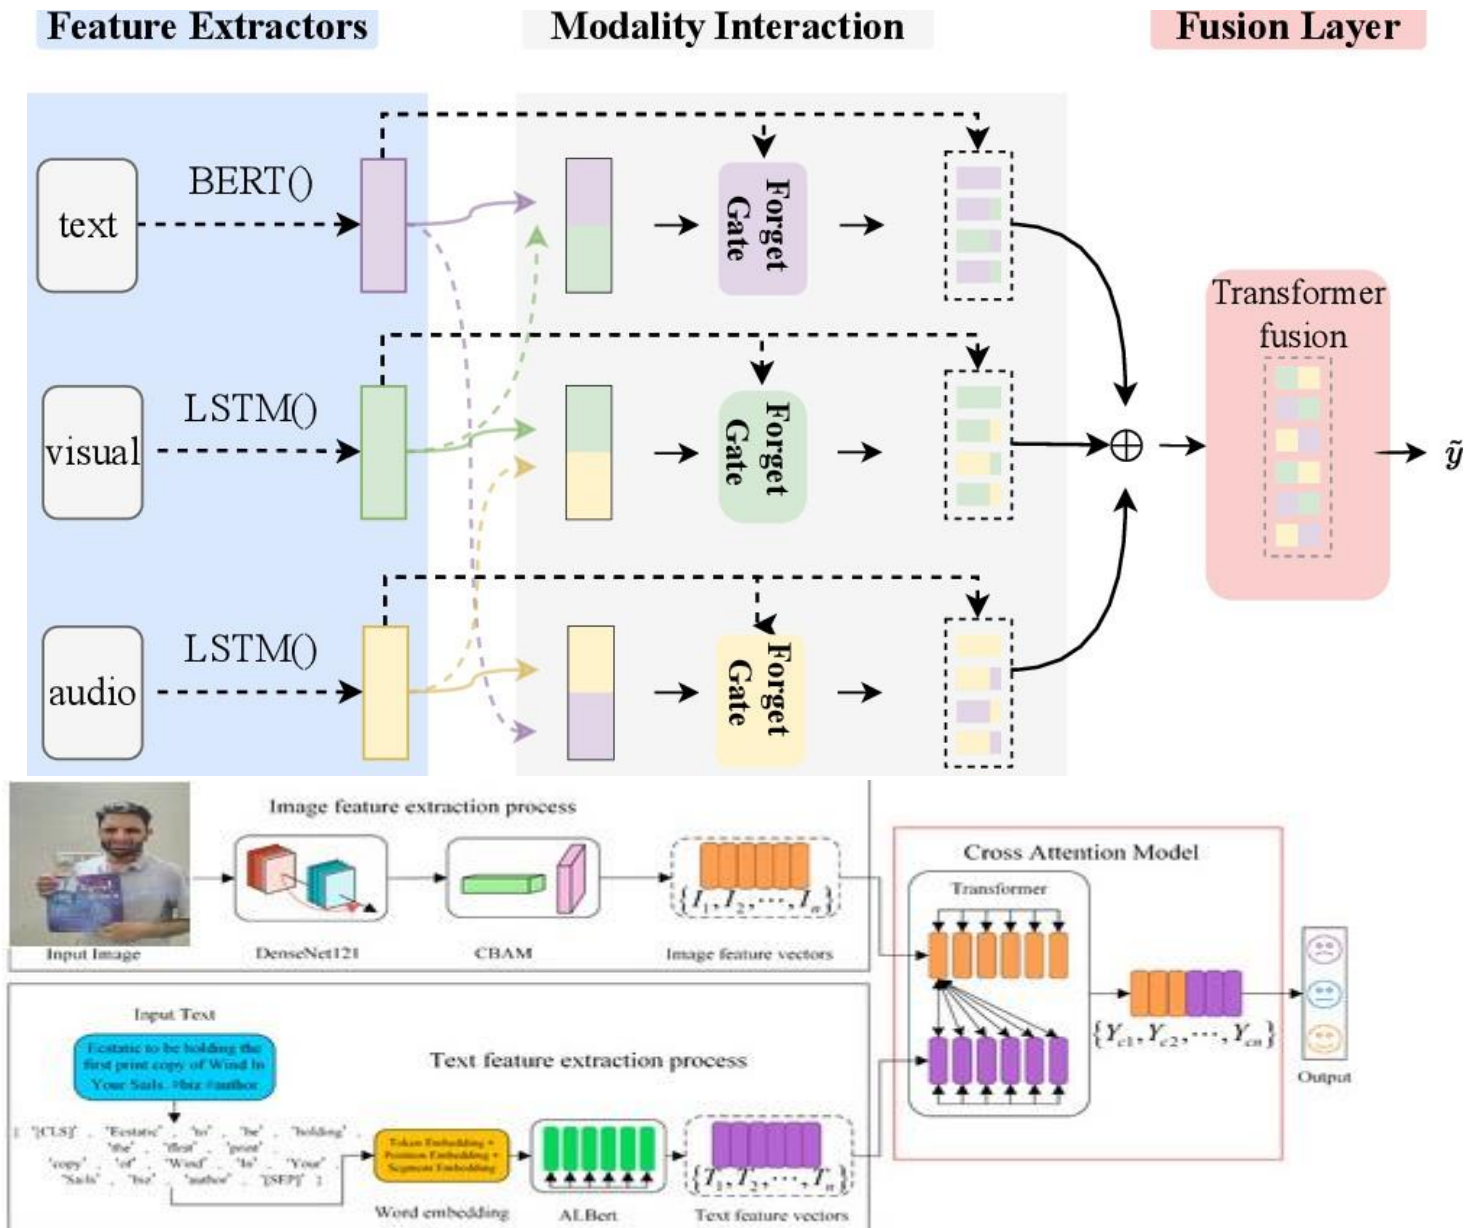 Feature Extractors
Modality Interaction
Fusion Layer
BERT()
text
Forget Gate
Transformer
fusion
LSTM()
visual
Forget Gate
ỹ
LSTM()
audio
Forget Gate
Image feature extraction process
{I1, I2, ⋯, In}
Input Image
DenseNet121
CBAM
Image feature vectors
Cross Attention Model
Transformer
{Yc1, Yc2, ⋯, Ycn}
Output
Input Text
Ecstatic to be holding the
first print copy of Wind In
Your Sails. #biz #author
Text feature extraction process
[ "[CLS]" , "Ecstatic" , "to" , "be" , "holding" ,
"the" , "first" , "print" ,
"copy" , "of" , "Wind" , "In" , "Your" ,
"Sails" , "biz" , "author" , "[SEP]" ]
Token Embedding +
Position Embedding +
Segment Embedding
Word embedding
ALBert
{T1, T2, ⋯, Tn}
Text feature vectors